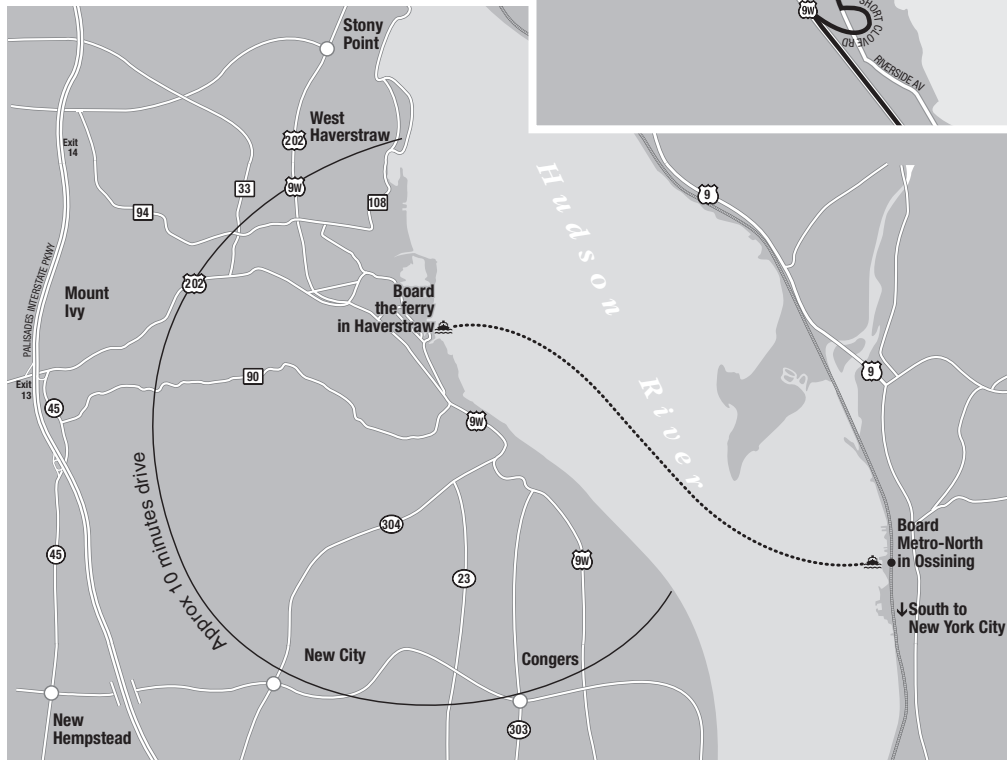 9W
SHORT CLOVE RD
RIVERSIDE AV
Stony
Point
West
Haverstraw
202
9W
Exit
14
33
108
94
9
Hudson
River
PALISADES INTERSTATE PKWY
202
Mount
Ivy
Board
the ferry
in Haverstraw
Exit
13
90
45
9
9W
Approx 10 minutes drive
304
Board
Metro-North
in Ossining
45
23
9W
↓South to
New York City
New City
Congers
New
Hempstead
303